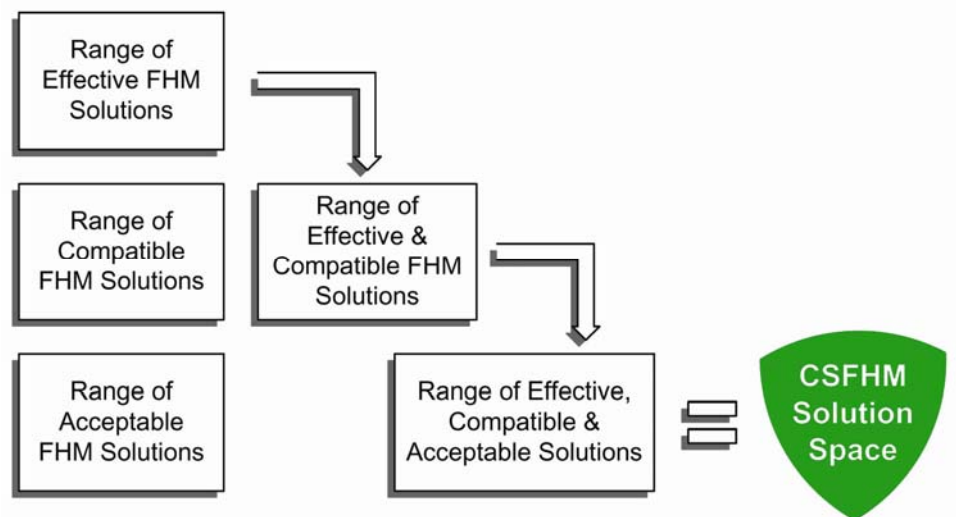 Range of
Effective FHM
Solutions
Range of
Compatible
FHM Solutions
Range of
Effective &
Compatible FHM
Solutions
Range of
Acceptable
FHM Solutions
Range of Effective,
Compatible &
Acceptable Solutions
CSFHM
Solution
Space